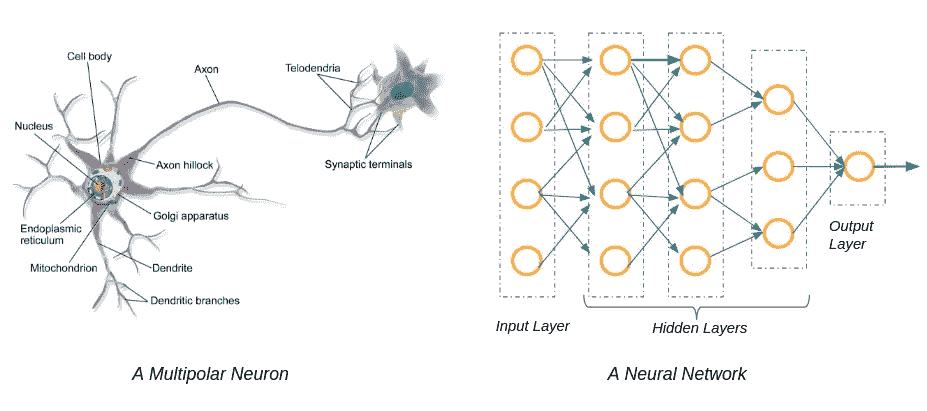 Cell body
Axon
Telodendria
Nucleus
Synaptic terminals
Axon hillock
Golgi apparatus
Endoplasmic
reticulum
Mitochondrion
Dendrite
Dendritic branches
A Multipolar Neuron
Output
Layer
Input Layer
Hidden Layers
A Neural Network